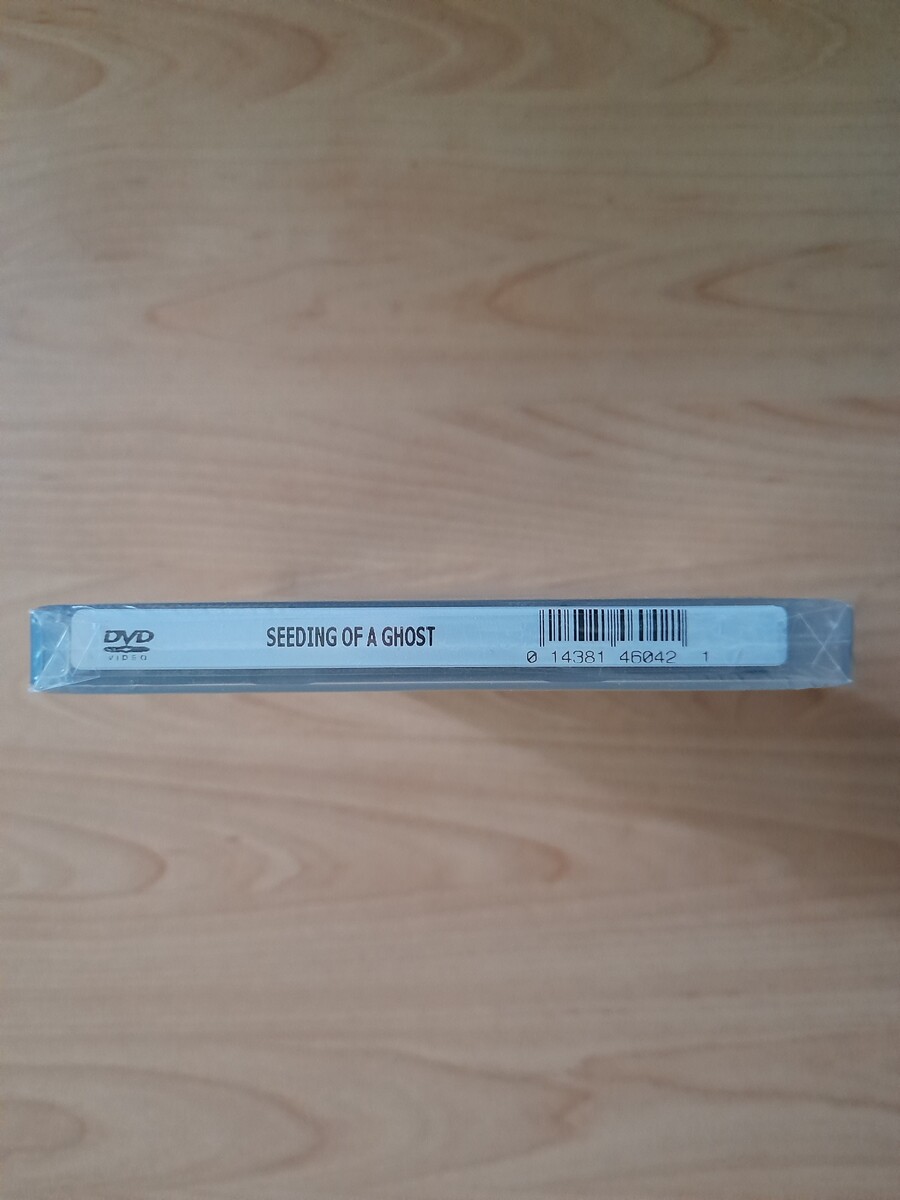 DVD
VIDEO
SEEDING OF A GHOST
0 14381 46042 1